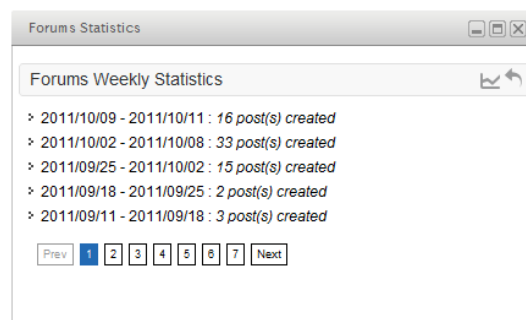 Forums Statistics
Forums Weekly Statistics
2011/10/09 - 2011/10/11 : 16 post(s) created
2011/10/02 - 2011/10/08 : 33 post(s) created
2011/09/25 - 2011/10/02 : 15 post(s) created
2011/09/18 - 2011/09/25 : 2 post(s) created
2011/09/11 - 2011/09/18 : 3 post(s) created
Prev 1 2 3 4 5 6 7 Next